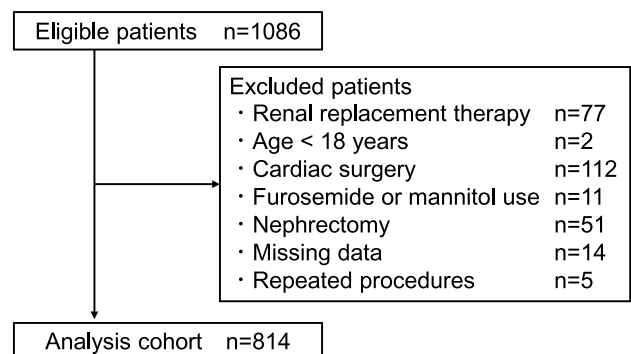 Eligible patients n=1086
Excluded patients
・Renal replacement therapy n=77
・Age < 18 years n=2
・Cardiac surgery n=112
・Furosemide or mannitol use n=11
・Nephrectomy n=51
・Missing data n=14
・Repeated procedures n=5
Analysis cohort n=814